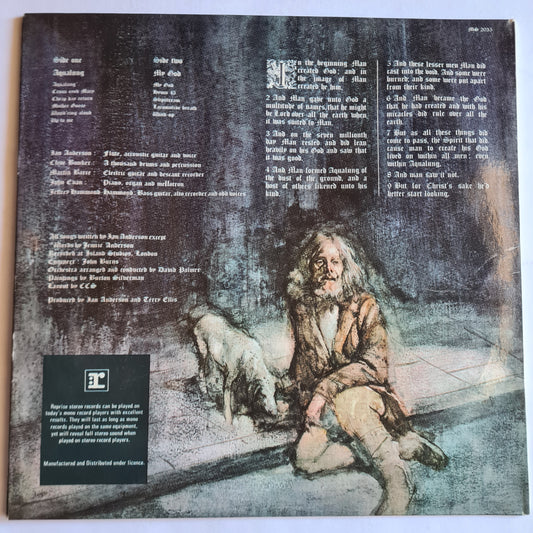 MS 2035
Side one
Aqualung
Aqualung
Cross eyed Mary
Cheap day return
Mother Goose
Wond'ring aloud
Up to me
Side two
My God
My God
Hymn 43
Slipstream
Locomotive breath
Wind-up
Ian Anderson : Flute, acoustic guitar and voice
Clive Bunker : A thousand drums and percussion
Martin Barre : Electric guitar and descant recorder
John Evan : Piano, organ and mellotron
Jeffrey Hammond-Hammond : Bass guitar, alto recorder and odd voices
All songs written by Ian Anderson except
*Words by Jennie Anderson
Recorded at Island Studios, London
Engineer : John Burns
Orchestra arranged and conducted by David Palmer
Paintings by Burton Silverman
Layout by CCS
Produced by Ian Anderson and Terry Ellis
In the beginning Man
created God; and in
the image of Man
created he him.
2 And Man gave unto God a
multitude of names, that he might
be Lord over all the earth when
it was suited to Man.
3 And on the seven millionth
day Man rested and did lean
heavily on his God and saw that
it was good.
4 And Man formed Aqualung of
the dust of the ground, and a
host of others likened unto his
kind.
5 And these lesser men Man did
cast into the void. And some were
burned; and some were put apart
from their kind.
6 And Man became the God
that he had created and with his
miracles did rule over all the
earth.
7 But as all these things did
come to pass, the Spirit that did
cause man to create his God
lived on within all men : even
within Aqualung.
8 And man saw it not.
9 But for Christ's sake he'd
better start looking.
r
Reprise stereo records can be played on
today's mono record players with excellent
results. They will last as long as mono
records played on the same equipment,
yet will reveal full stereo sound when
played on stereo record players.
Manufactured and Distributed under licence.